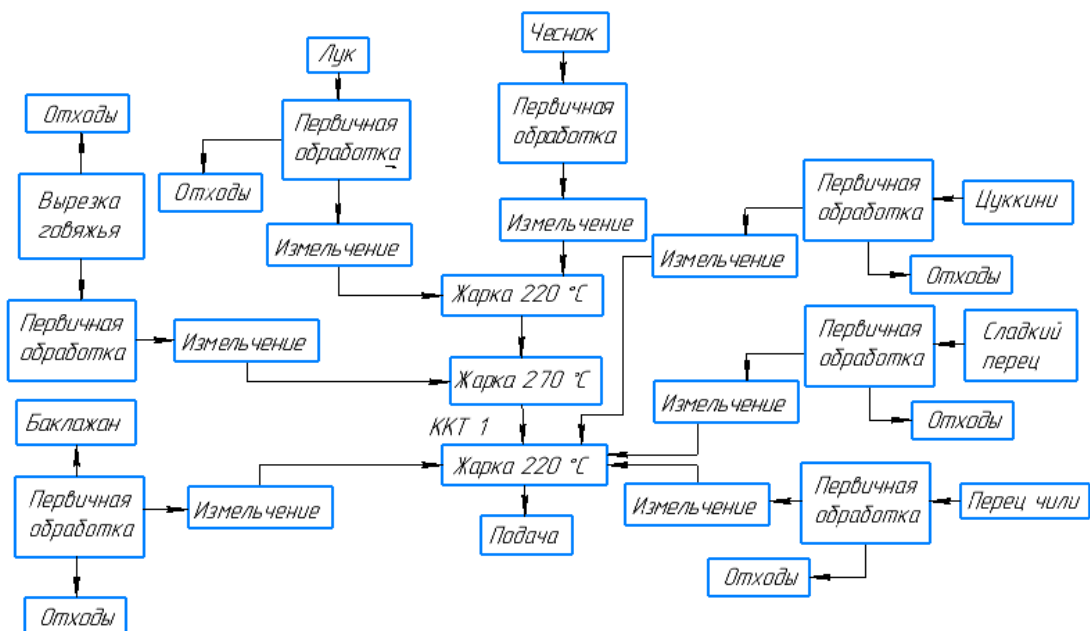 Чеснок
Лук
Отходы
Первичная
обработка
Первичная
обработка
Отходы
Вырезка
говяжья
Первичная
обработка
Цуккини
Измельчение
Измельчение
Измельчение
Отходы
Жарка 220 °C
Первичная
обработка
Измельчение
Первичная
обработка
Сладкий
перец
Жарка 270 °C
Баклажан
Измельчение
Отходы
ККТ 1
Жарка 220 °C
Первичная
обработка
Измельчение
Измельчение
Первичная
обработка
Перец чили
Подача
Отходы
Отходы